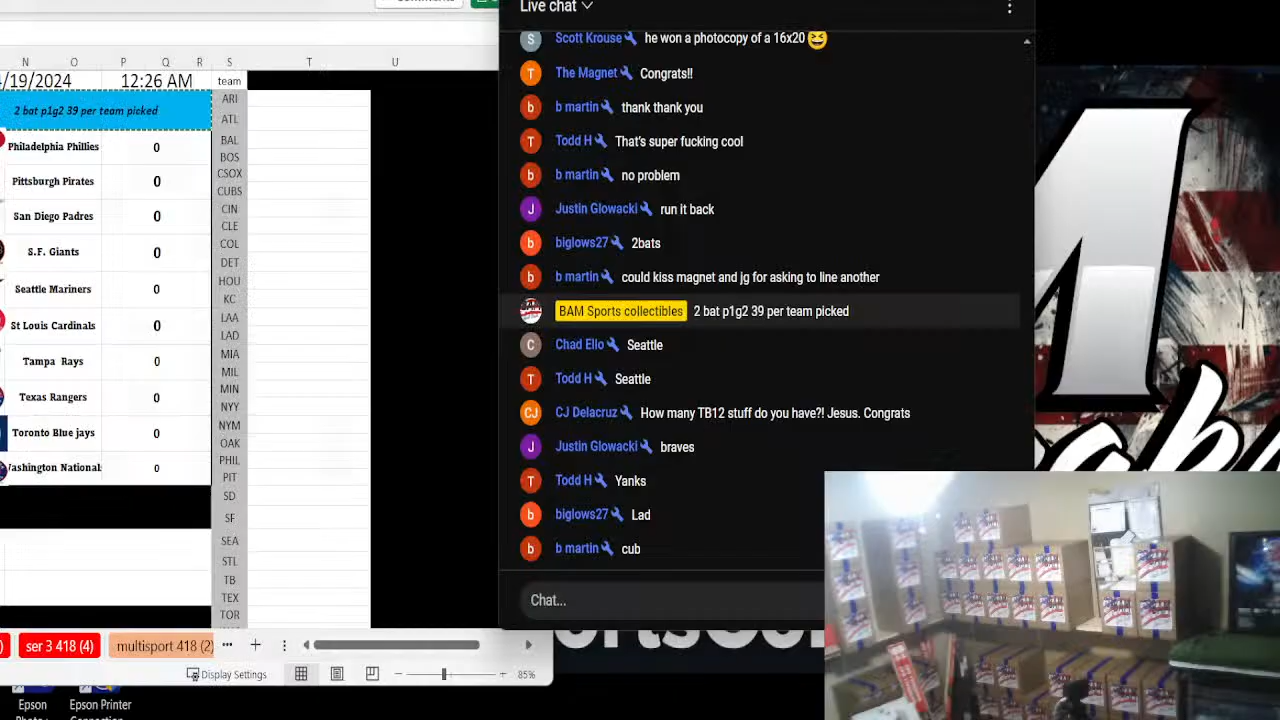 Live chat
N O P Q R S T U
/19/2024 12:26 AM team
2 bat p1g2 39 per team picked
Philadelphia Phillies 0
Pittsburgh Pirates 0
San Diego Padres 0
S.F. Giants 0
Seattle Mariners 0
St Louis Cardinals 0
Tampa Rays 0
Texas Rangers 0
Toronto Blue jays 0
Washington Nationals 0
ARI
ATL
BAL
BOS
CSOX
CUBS
CIN
CLE
COL
DET
HOU
KC
LAA
LAD
MIA
MIL
MIN
NYY
NYM
OAK
PHIL
PIT
SD
SF
SEA
STL
TB
TEX
TOR
S Scott Krouse he won a photocopy of a 16x20 😆
T The Magnet Congrats!!
b b martin thank thank you
T Todd H That's super fucking cool
b b martin no problem
J Justin Glowacki run it back
b biglows27 2bats
b b martin could kiss magnet and jg for asking to line another
BAM Sports collectibles 2 bat p1g2 39 per team picked
C Chad Elio Seattle
T Todd H Seattle
CJ CJ Delacruz How many TB12 stuff do you have?! Jesus. Congrats
J Justin Glowacki braves
T Todd H Yanks
b biglows27 Lad
b b martin cub
Chat...
ser 3 418 (4) multisport 418 (2)
Display Settings 85%
Epson Epson Printer